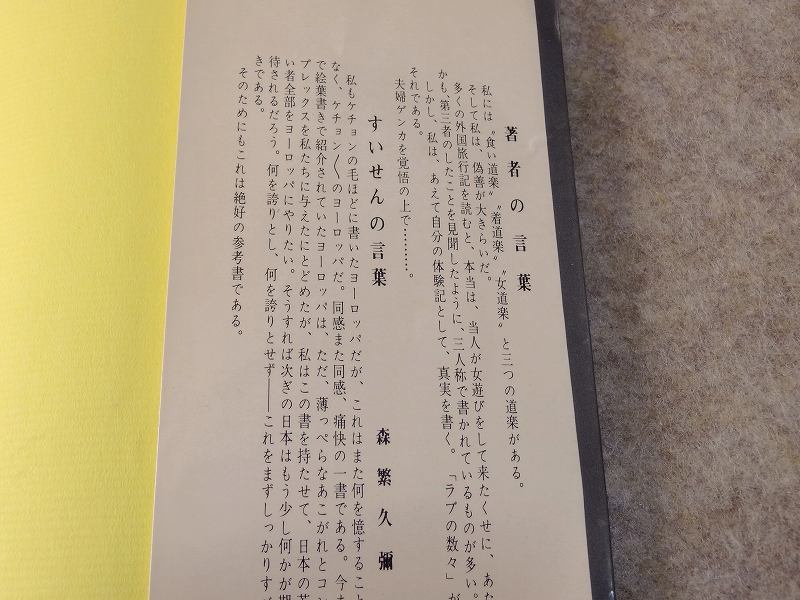 著者の言葉
私には〝食い道楽〟〝着道楽〟〝女道楽〟と三つの道楽がある。
そして私は、偽善が大きらいだ。
多くの外国旅行記を読むと、本当は、当人が女遊びをして来たくせに、あた
かも、第三者のしたことを見聞したように、三人称で書かれているものが多い。
しかし、私は、あえて自分の体験記として、真実を書く。「ラブの数々」が
それである。
夫婦ゲンカを覚悟の上で………。
すいせんの言葉
森繁久彌
私もケチョンの毛ほどに書いたヨーロッパだが、これはまた何を憶すること
なく、ケチョン〱のヨーロッパだ。同感また同感、痛快の一書である。今ま
で絵葉書きで紹介されていたヨーロッパは、ただ、薄っぺらなあこがれとコン
プレックスを私たちに与えたにとどめたが、私はこの書を持たせて、日本の若
い者全部をヨーロッパにやりたい。そうすれば次ぎの日本はもう少し何かが期
待されるだろう。何を誇りとし、何を誇りとせず――これをまずしっかりすべ
きである。
そのためにもこれは絶好の参考書である。